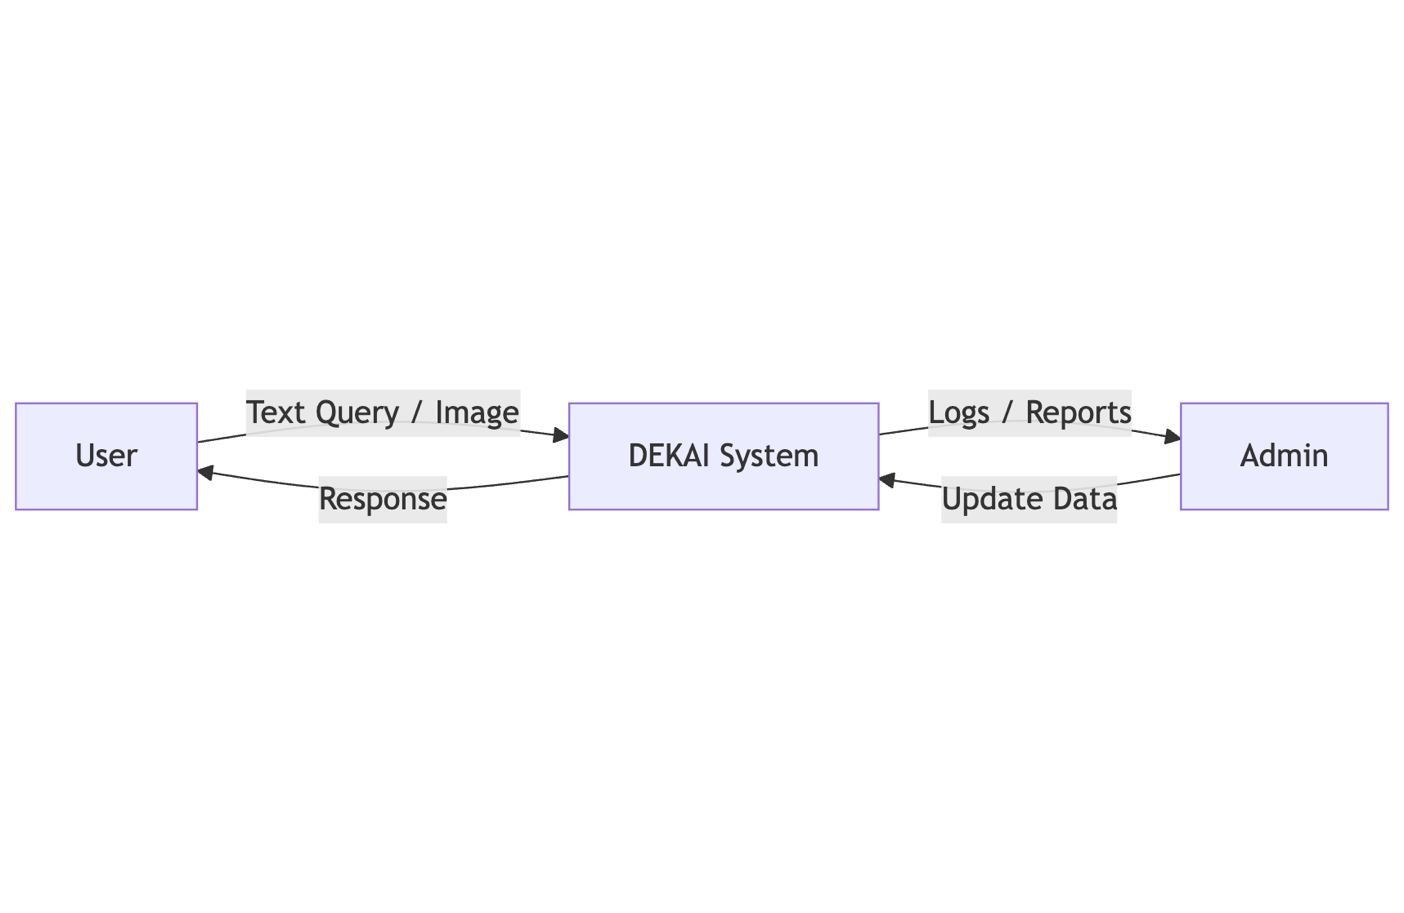 Text Query / Image
Logs / Reports
User
DEKAI System
Admin
Response
Update Data